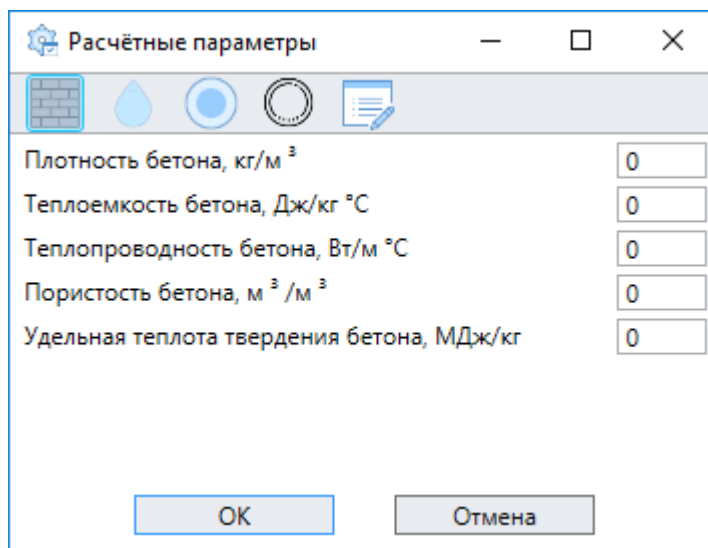 Расчётные параметры
Плотность бетона, кг/м ³ 0
Теплоемкость бетона, Дж/кг °С 0
Теплопроводность бетона, Вт/м °С 0
Пористость бетона, м ³ /м ³ 0
Удельная теплота твердения бетона, МДж/кг 0
ОК Отмена